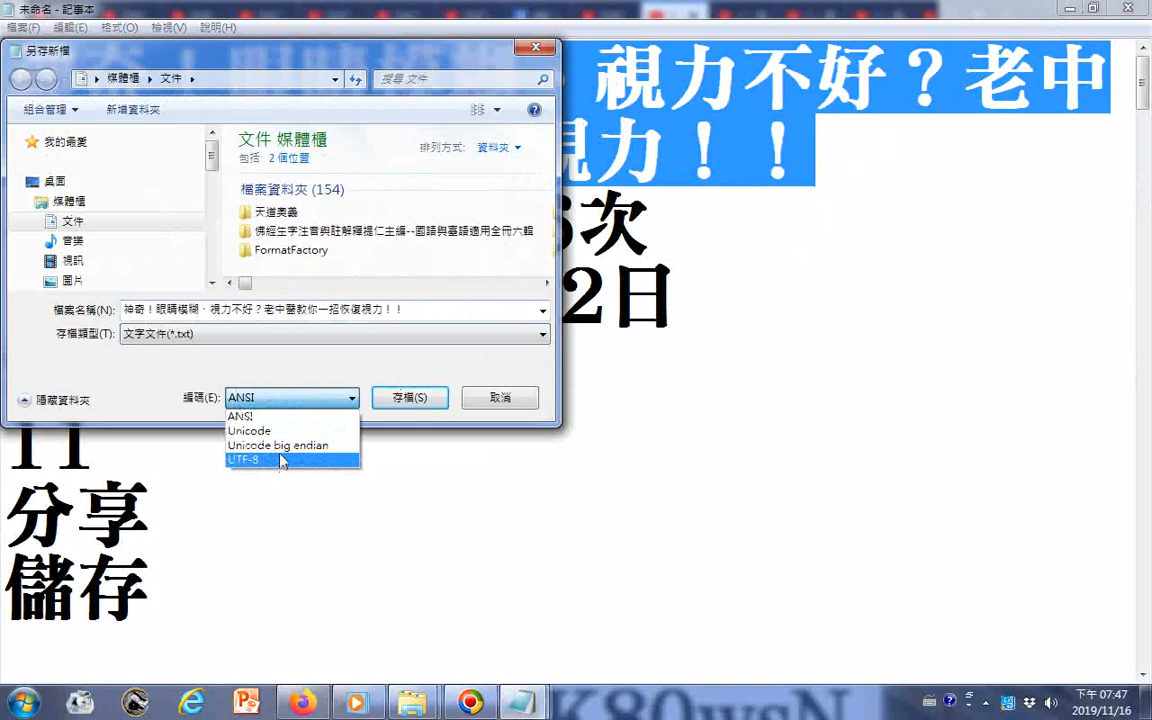 未命名 - 記事本
檔案(F) 編輯(E) 格式(O) 檢視(V) 說明(H)
另存新檔
媒體櫃 文件
搜尋 文件
組合管理 新增資料夾
我的最愛
桌面
媒體櫃
文件
音樂
視訊
圖片
文件 媒體櫃
包括: 2 個位置
排列方式: 資料夾
檔案資料夾 (154)
天道奧義
佛經生字注音與註解釋提仁主編--國語與臺語適用全冊六輯
FormatFactory
檔案名稱(N): 神奇！眼睛模糊、視力不好？老中醫教你一招恢復視力！！
存檔類型(T): 文字文件(*.txt)
隱藏資料夾
編碼(E): ANSI
存檔(S) 取消
ANSI
Unicode
Unicode big endian
UTF-8
視力不好？老中
視力！！
次
2日
11
分享
儲存
下午 07:47
2019/11/16